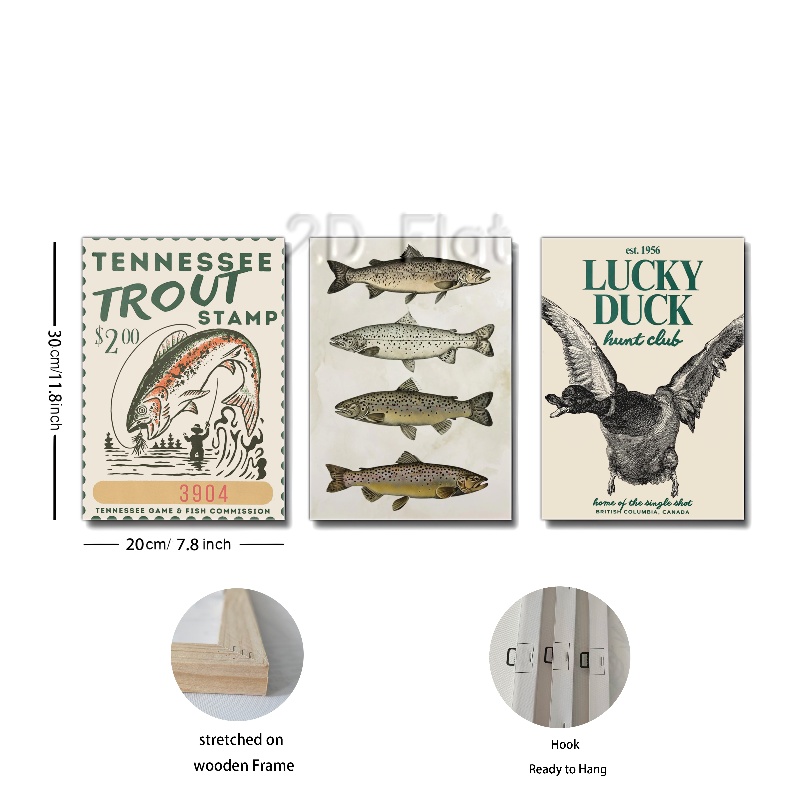 2D Flat
TENNESSEE
TROUT
STAMP
$2.00
3904
TENNESSEE GAME & FISH COMMISSION
est. 1956
LUCKY
DUCK
hunt club
home of the single shot
BRITISH COLUMBIA, CANADA
30cm/11.8inch
20cm/ 7.8 inch
stretched on
wooden Frame
Hook
Ready to Hang